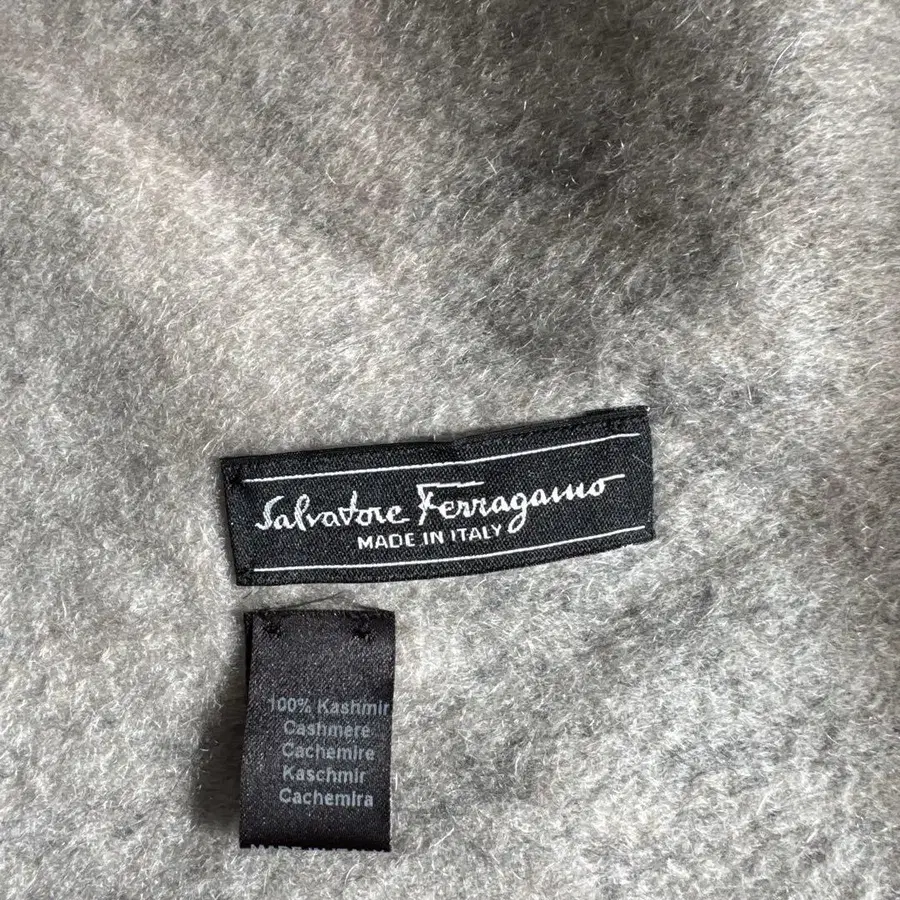 Salvatore Ferragamo
MADE IN ITALY
100% Kashmir
Cashmere
Cachemire
Kaschmir
Cachemira